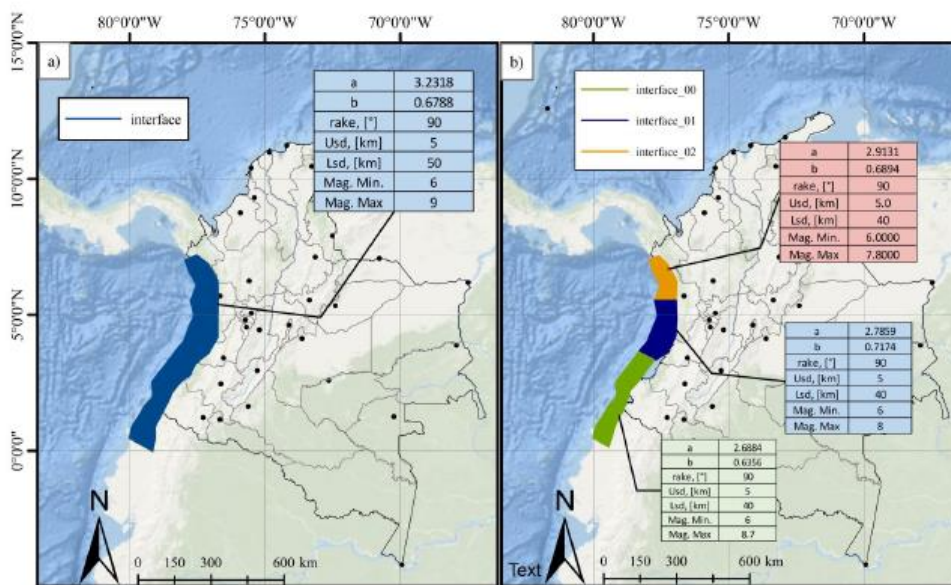 80°0'0"W 75°0'0"W 70°0'0"W 80°0'0"W 75°0'0"W 70°0'0"W
15°0'0"N
10°0'0"N
5°0'0"N
0°0'0"
a)
interface
a 3.2318
b 0.6788
rake, [°] 90
Usd, [km] 5
Lsd, [km] 50
Mag. Min. 6
Mag. Max 9
N
0 150 300 600 km
b)
interface_00
interface_01
interface_02
a 2.9131
b 0.6894
rake, [°] 90
Usd, [km] 5.0
Lsd, [km] 40
Mag. Min. 6.0000
Mag. Max 7.8000
a 2.7859
b 0.7174
rake, [°] 90
Usd, [km] 5
Lsd, [km] 40
Mag. Min. 6
Mag. Max 8
a 2.6884
b 0.6356
rake, [°] 90
Usd, [km] 5
Lsd, [km] 40
Mag. Min. 6
Mag. Max 8.7
N
Text
0 150 300 600 km